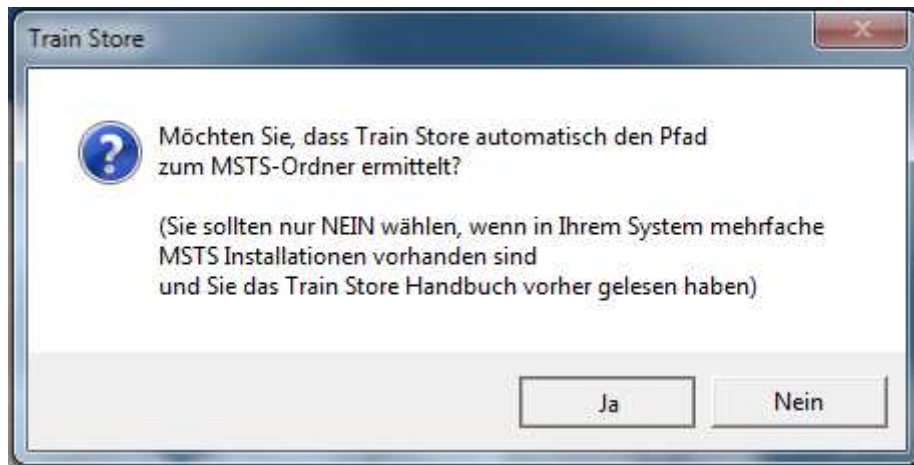 Train Store
Möchten Sie, dass Train Store automatisch den Pfad
zum MSTS-Ordner ermittelt?
(Sie sollten nur NEIN wählen, wenn in Ihrem System mehrfache
MSTS Installationen vorhanden sind
und Sie das Train Store Handbuch vorher gelesen haben)
Ja
Nein